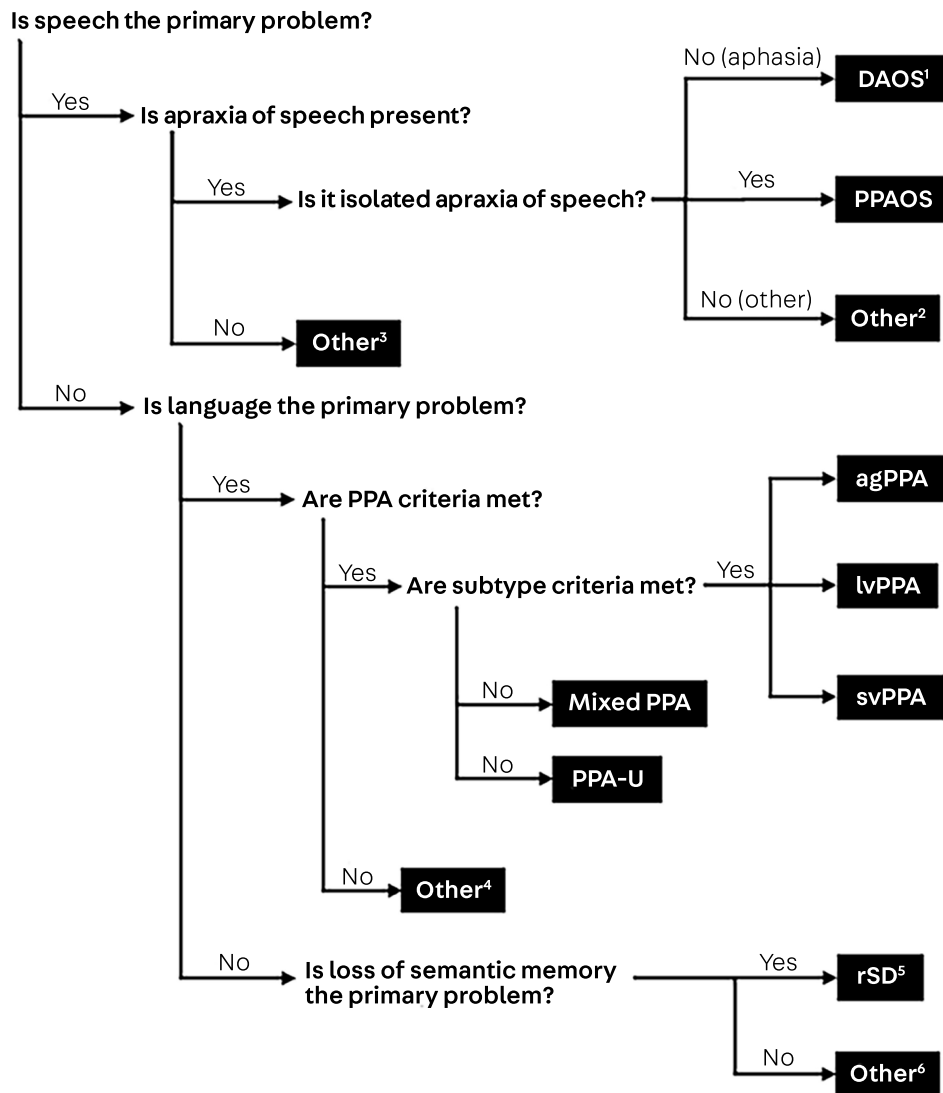 Is speech the primary problem?
No (aphasia)
DAOS¹
Yes
Is apraxia of speech present?
Yes
Is it isolated apraxia of speech?
Yes
PPAOS
No (other)
Other²
No
Other³
No
Is language the primary problem?
Yes
Are PPA criteria met?
agPPA
Yes
Are subtype criteria met?
Yes
lvPPA
svPPA
No
Mixed PPA
No
PPA-U
No
Other⁴
No
Is loss of semantic memory
the primary problem?
Yes
rSD⁵
No
Other⁶